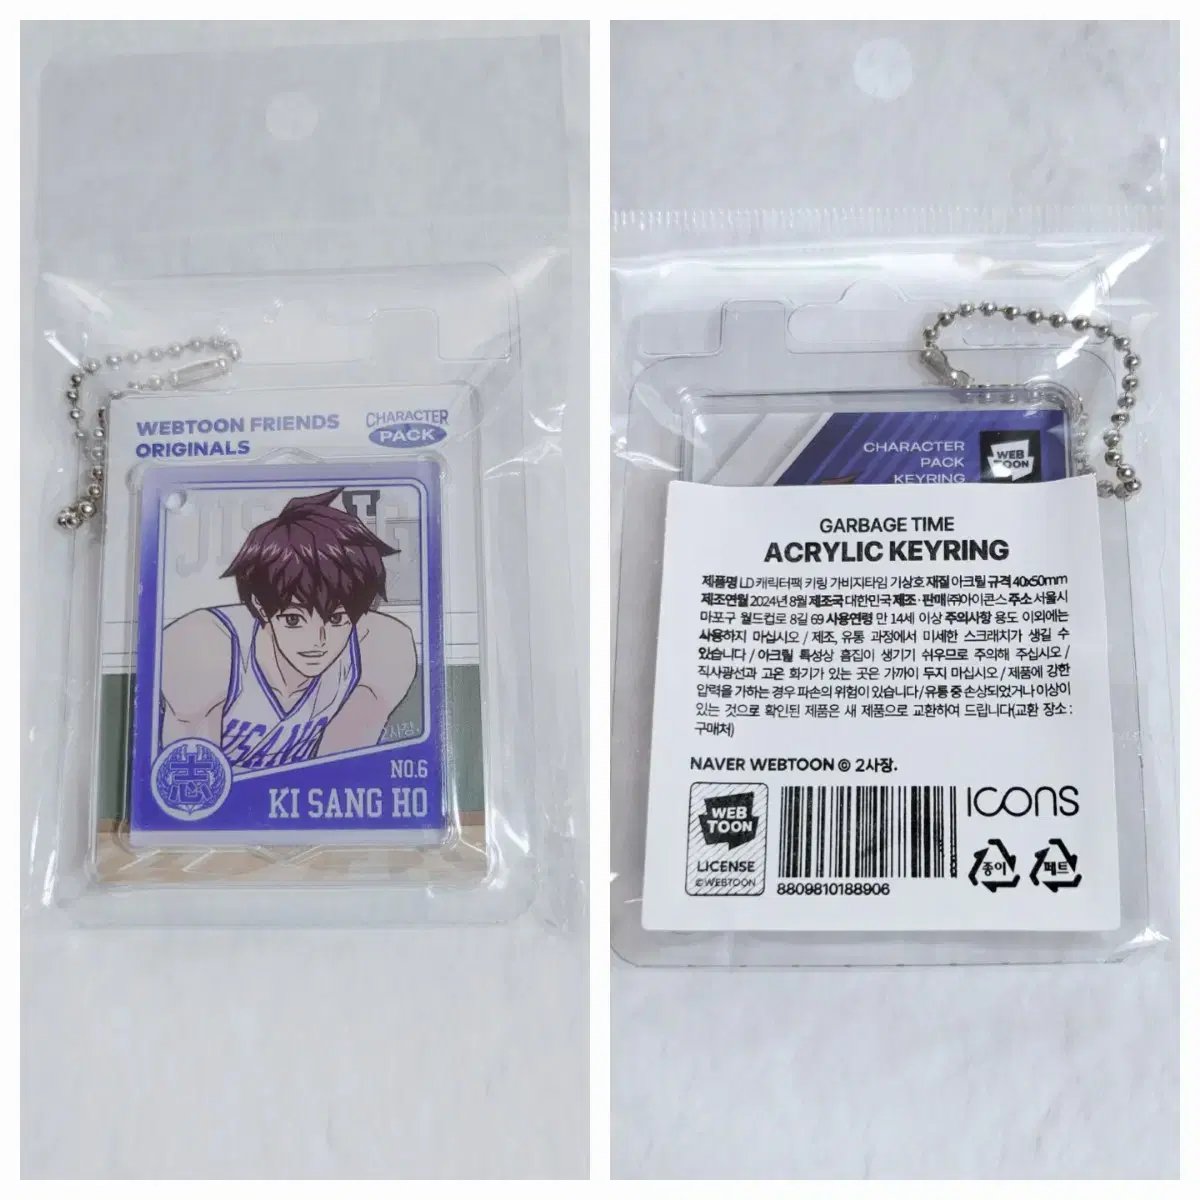 WEBTOON FRIENDS
ORIGINALS
CHARACTER
PACK
JISANG
USANG
2사장.
志
NO.6
KI SANG HO
CHARACTER
PACK
KEYRING
WEB
TOON
GARBAGE TIME
ACRYLIC KEYRING
제품명 LD 캐릭터팩 키링 가비지타임 기상호 재질 아크릴 규격 40x50mm
제조연월 2024년 8월 제조국 대한민국 제조·판매 ㈜아이콘스 주소 서울시
마포구 월드컵로 8길 69 사용연령 만 14세 이상 주의사항 용도 이외에는
사용하지 마십시오 / 제조, 유통 과정에서 미세한 스크래치가 생길 수
있습니다 / 아크릴 특성상 흠집이 생기기 쉬우므로 주의해 주십시오 /
직사광선과 고온 화기가 있는 곳은 가까이 두지 마십시오 / 제품에 강한
압력을 가하는 경우 파손의 위험이 있습니다 / 유통 중 손상되었거나 이상이
있는 것으로 확인된 제품은 새 제품으로 교환하여 드립니다(교환 장소 :
구매처)
NAVER WEBTOON © 2사장.
WEB
TOON
LICENSE
©WEBTOON
8809810188906
ICONS
종이
페트